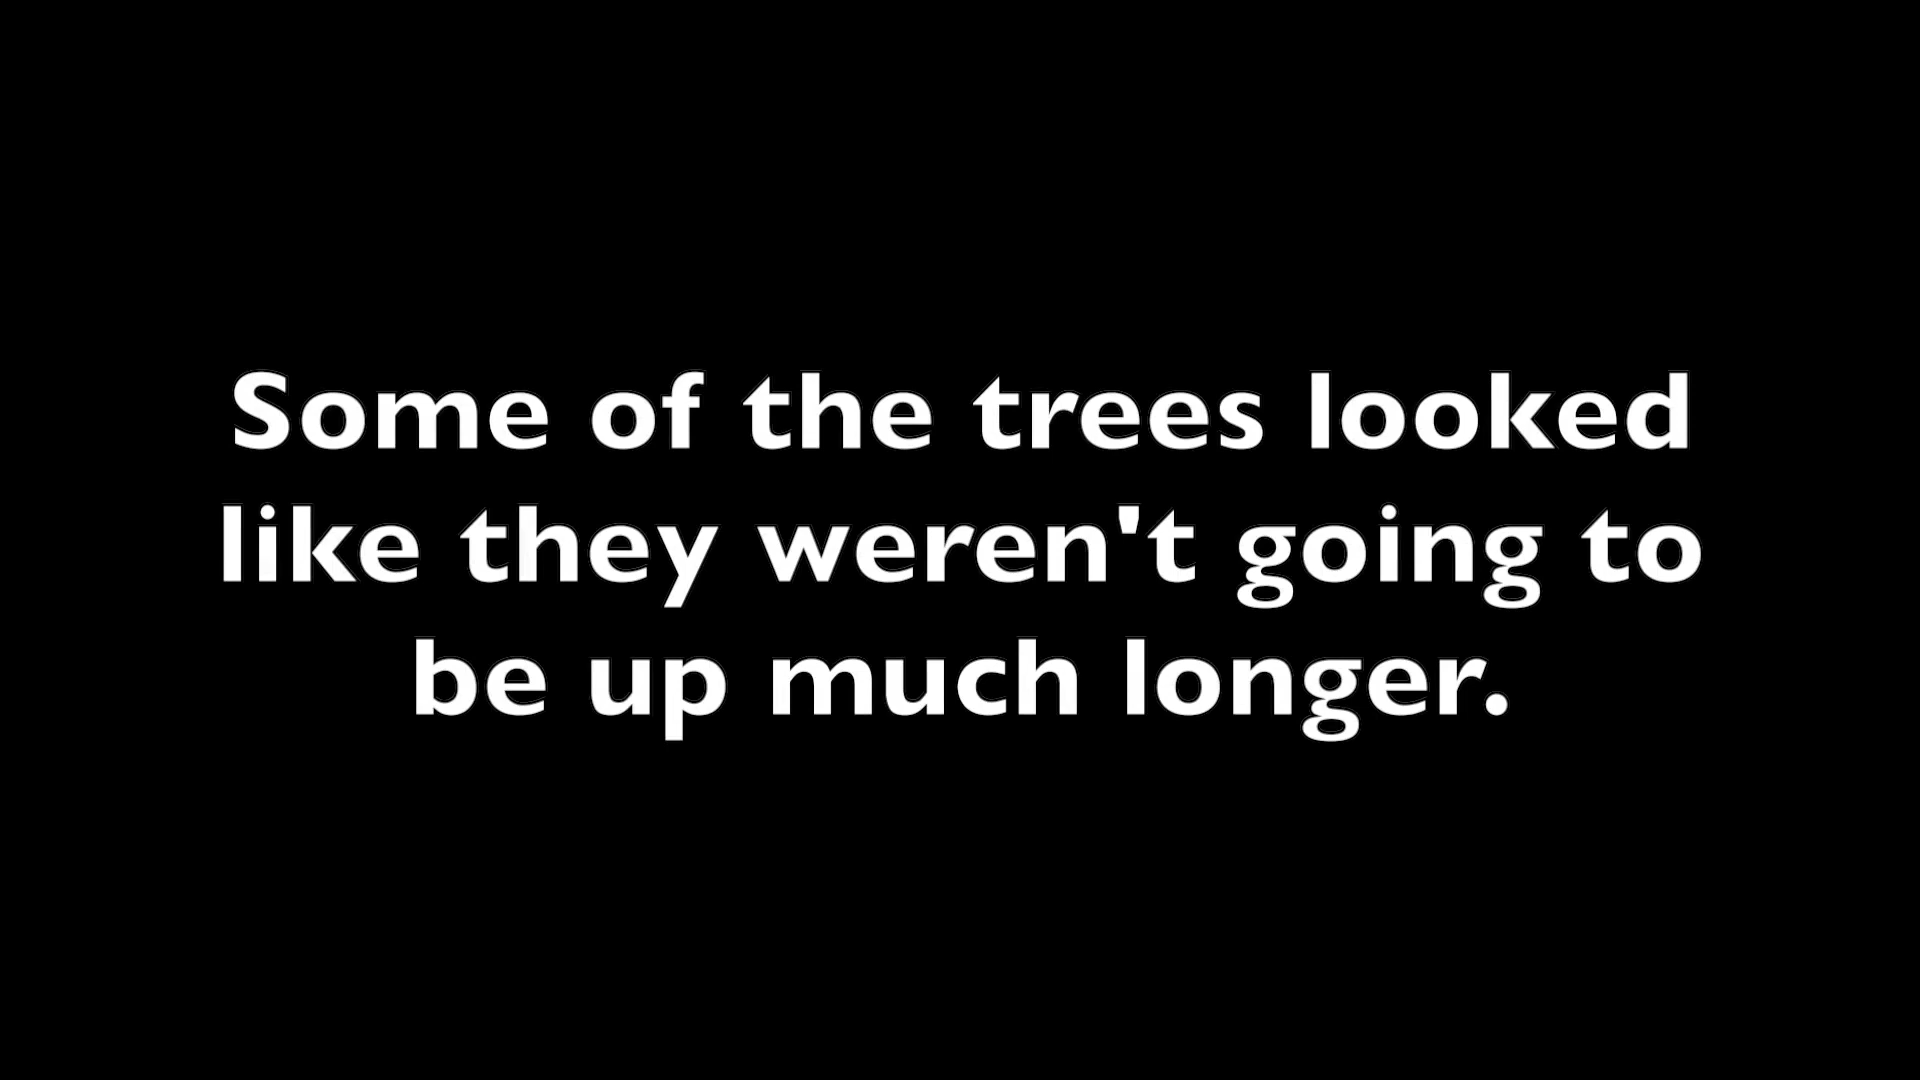 Some of the trees looked
like they weren't going to
be up much longer.